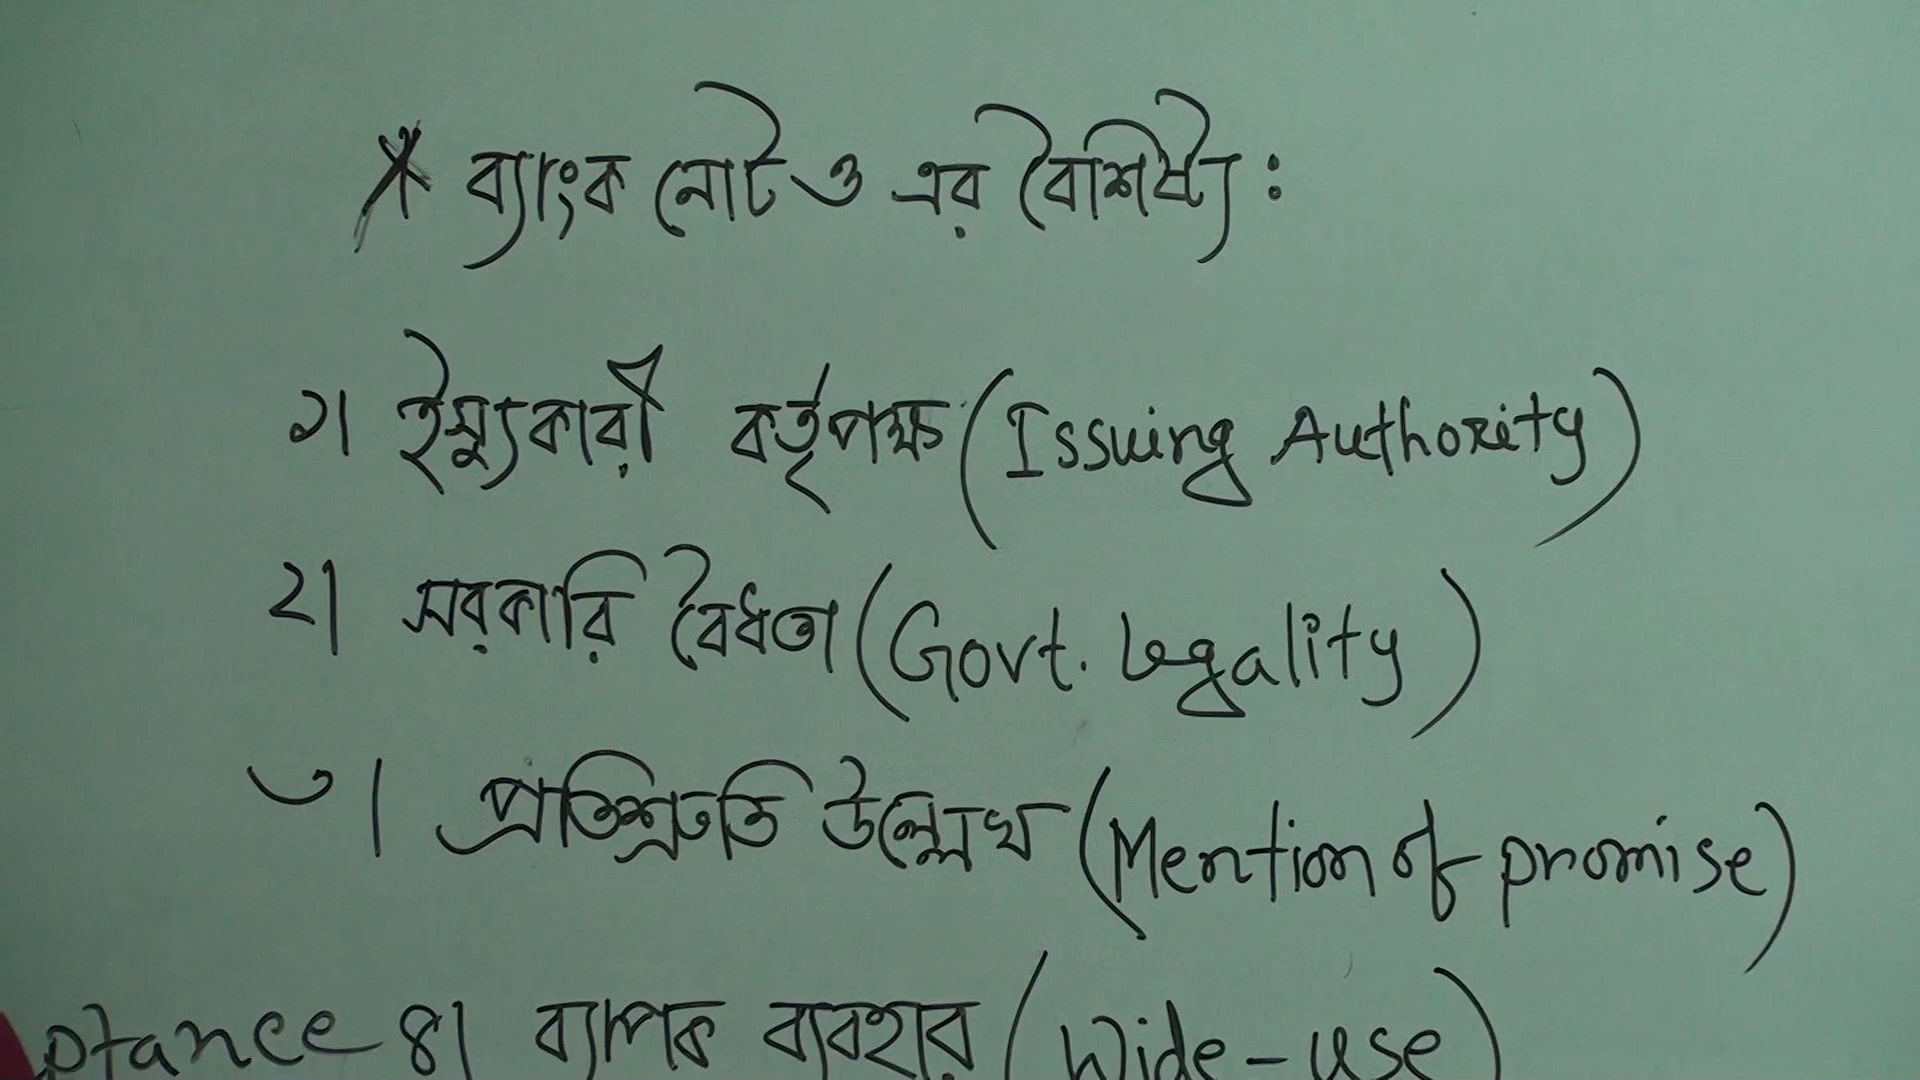 * ব্যাংক নোট ও এর বৈশিষ্ট্য :
১। ইস্যুকারী কর্তৃপক্ষ (Issuing Authority)
২। সরকারি বৈধতা (Govt. legality)
৩। প্রতিশ্রুতি উল্লেখ (Mention of promise)
ptance ৪। ব্যাপক ব্যবহার (Wide-use)